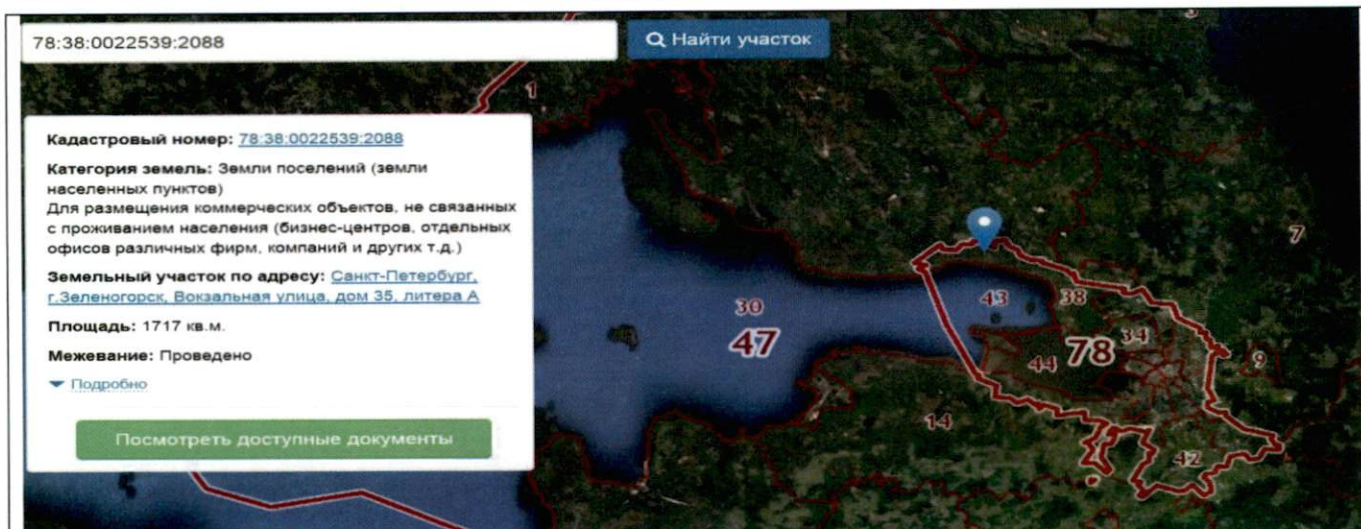 78:38:0022539:2088
Найти участок
Кадастровый номер: 78:38:0022539:2088
Категория земель: Земли поселений (земли
населенных пунктов)
Для размещения коммерческих объектов, не связанных
с проживанием населения (бизнес-центров, отдельных
офисов различных фирм, компаний и других т.д.)
Земельный участок по адресу: Санкт-Петербург,
г.Зеленогорск, Вокзальная улица, дом 35, литера А
Площадь: 1717 кв.м.
Межевание: Проведено
Подробно
Посмотреть доступные документы
1
7
30
47
43
38
34
44
78
9
14
42